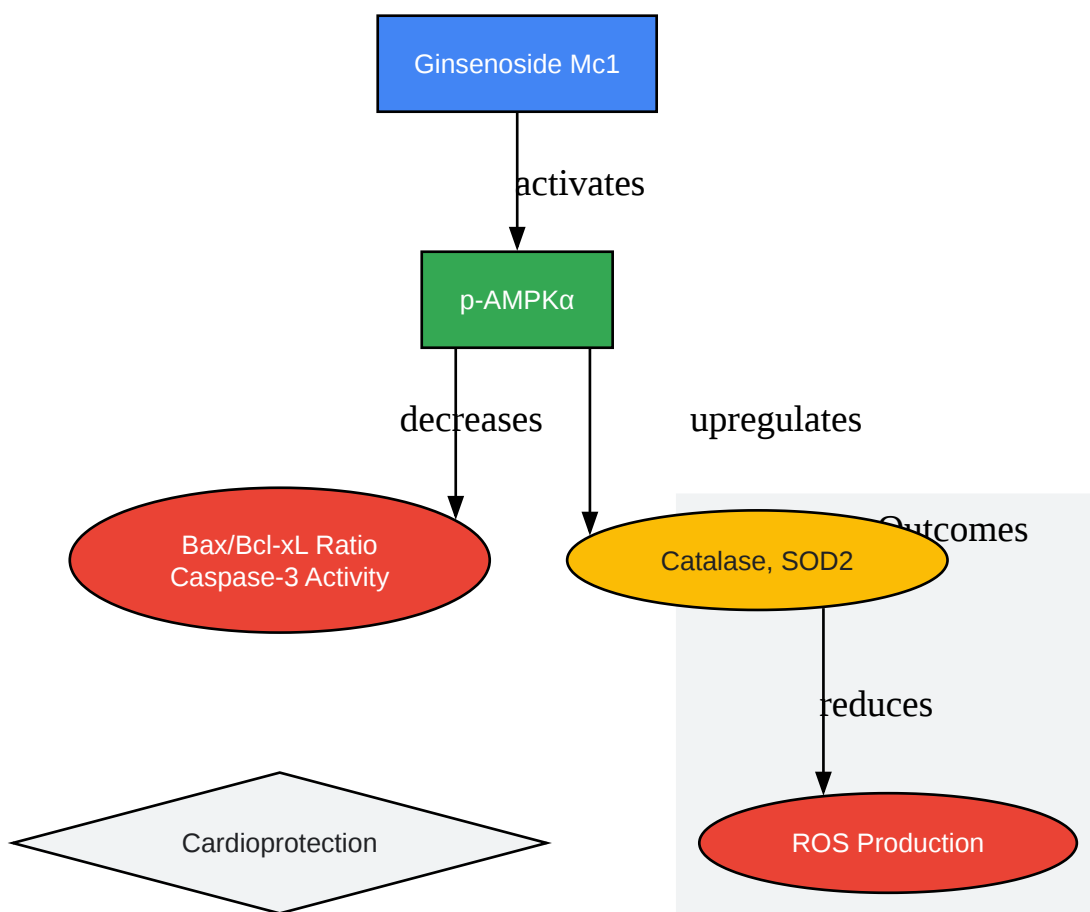 Ginsenoside Mc1
activates
p-AMPKα
decreases
upregulates
Outcomes
Bax/Bcl-xL Ratio
Caspase-3 Activity
Catalase, SOD2
reduces
Cardioprotection
ROS Production